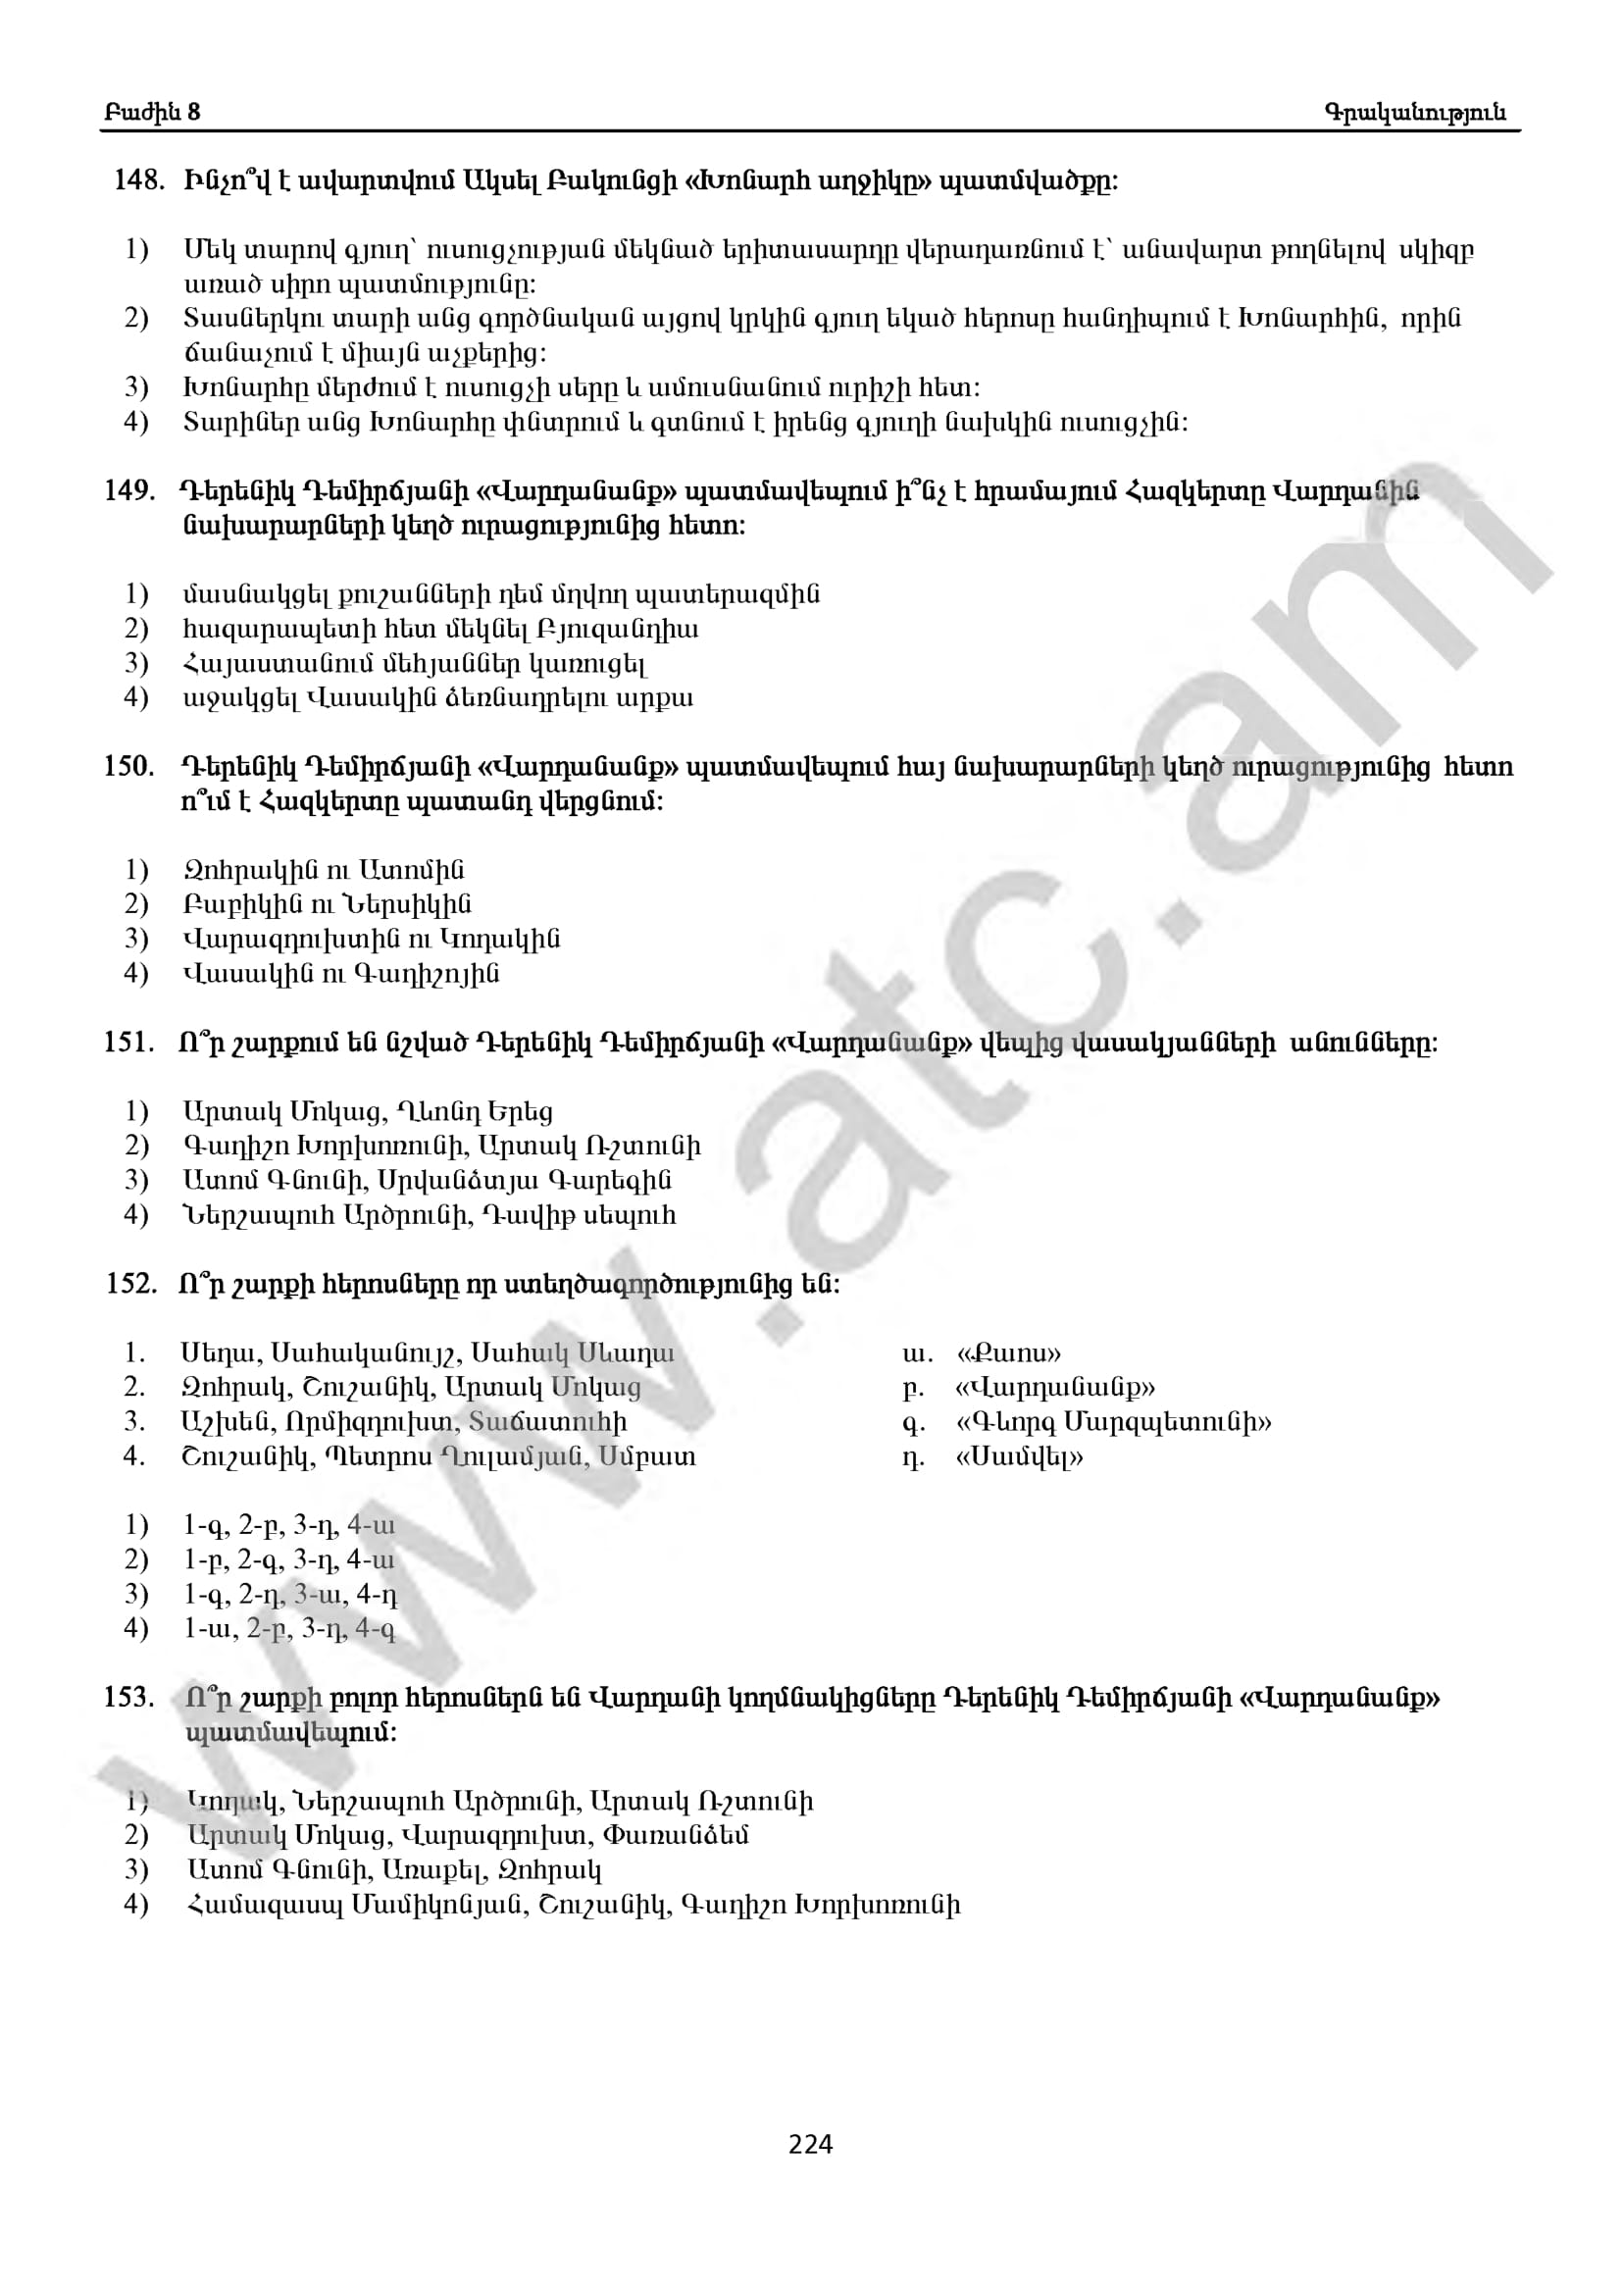 Բաժին 8 Գրականություն
148. Ինչո՞վ է ավարտվում Ակսել Բակունցի «Խոնարհ աղջիկը» պատմվածքը:
1) Մեկ տարով գյուղ՝ ուսուցչության մեկնած երիտասարդը վերադառնում է՝ անավարտ թողնելով սկիզբ
առած սիրո պատմությունը:
2) Տասներկու տարի անց գործնական այցով կրկին գյուղ եկած հերոսը հանդիպում է Խոնարհին, որին
ճանաչում է միայն աչքերից:
3) Խոնարհը մերժում է ուսուցչի սերը և ամուսնանում ուրիշի հետ:
4) Տարիներ անց Խոնարհը փնտրում և գտնում է իրենց գյուղի նախկին ուսուցչին:
149. Դերենիկ Դեմիրճյանի «Վարդանանք» պատմավեպում ի՞նչ է հրամայում Հազկերտը Վարդանին
նախարարների կեղծ ուրացությունից հետո:
1) մասնակցել քուշանների դեմ մղվող պատերազմին
2) հազարապետի հետ մեկնել Բյուզանդիա
3) Հայաստանում մեհյաններ կառուցել
4) աջակցել Վասակին ձեռնադրելու արքա
150. Դերենիկ Դեմիրճյանի «Վարդանանք» պատմավեպում հայ նախարարների կեղծ ուրացությունից հետո
ո՞ւմ է Հազկերտը պատանդ վերցնում:
1) Զոհրակին ու Ատոմին
2) Բաբիկին ու Ներսիկին
3) Վարազդուխտին ու Կոդակին
4) Վասակին ու Գադիշոյին
151. Ո՞ր շարքում են նշված Դերենիկ Դեմիրճյանի «Վարդանանք» վեպից վասակյանների անունները:
1) Արտակ Մոկաց, Ղևոնդ Երեց
2) Գադիշո Խորխոռունի, Արտակ Ռշտունի
3) Ատոմ Գնունի, Սրվանձտյա Գարեգին
4) Ներշապուհ Արծրունի, Դավիթ սեպուհ
152. Ո՞ր շարքի հերոսները որ ստեղծագործությունից են:
1. Սեդա, Սահականույշ, Սահակ Սևադա ա. «Քաոս»
2. Զոհրակ, Շուշանիկ, Արտակ Մոկաց բ. «Վարդանանք»
3. Աշխեն, Որմիզդուխտ, Տաճատուհի գ. «Գևորգ Մարզպետունի»
4. Շուշանիկ, Պետրոս Ղուլամյան, Սմբատ դ. «Սամվել»
1) 1-գ, 2-բ, 3-դ, 4-ա
2) 1-բ, 2-գ, 3-դ, 4-ա
3) 1-գ, 2-դ, 3-ա, 4-դ
4) 1-ա, 2-բ, 3-դ, 4-գ
153. Ո՞ր շարքի բոլոր հերոսներն են Վարդանի կողմնակիցները Դերենիկ Դեմիրճյանի «Վարդանանք»
պատմավեպում:
1) Կոդակ, Ներշապուհ Արծրունի, Արտակ Ռշտունի
2) Արտակ Մոկաց, Վարազդուխտ, Փառանձեմ
3) Ատոմ Գնունի, Առաքել, Զոհրակ
4) Համազասպ Մամիկոնյան, Շուշանիկ, Գադիշո Խորխոռունի
www.atc.am
224